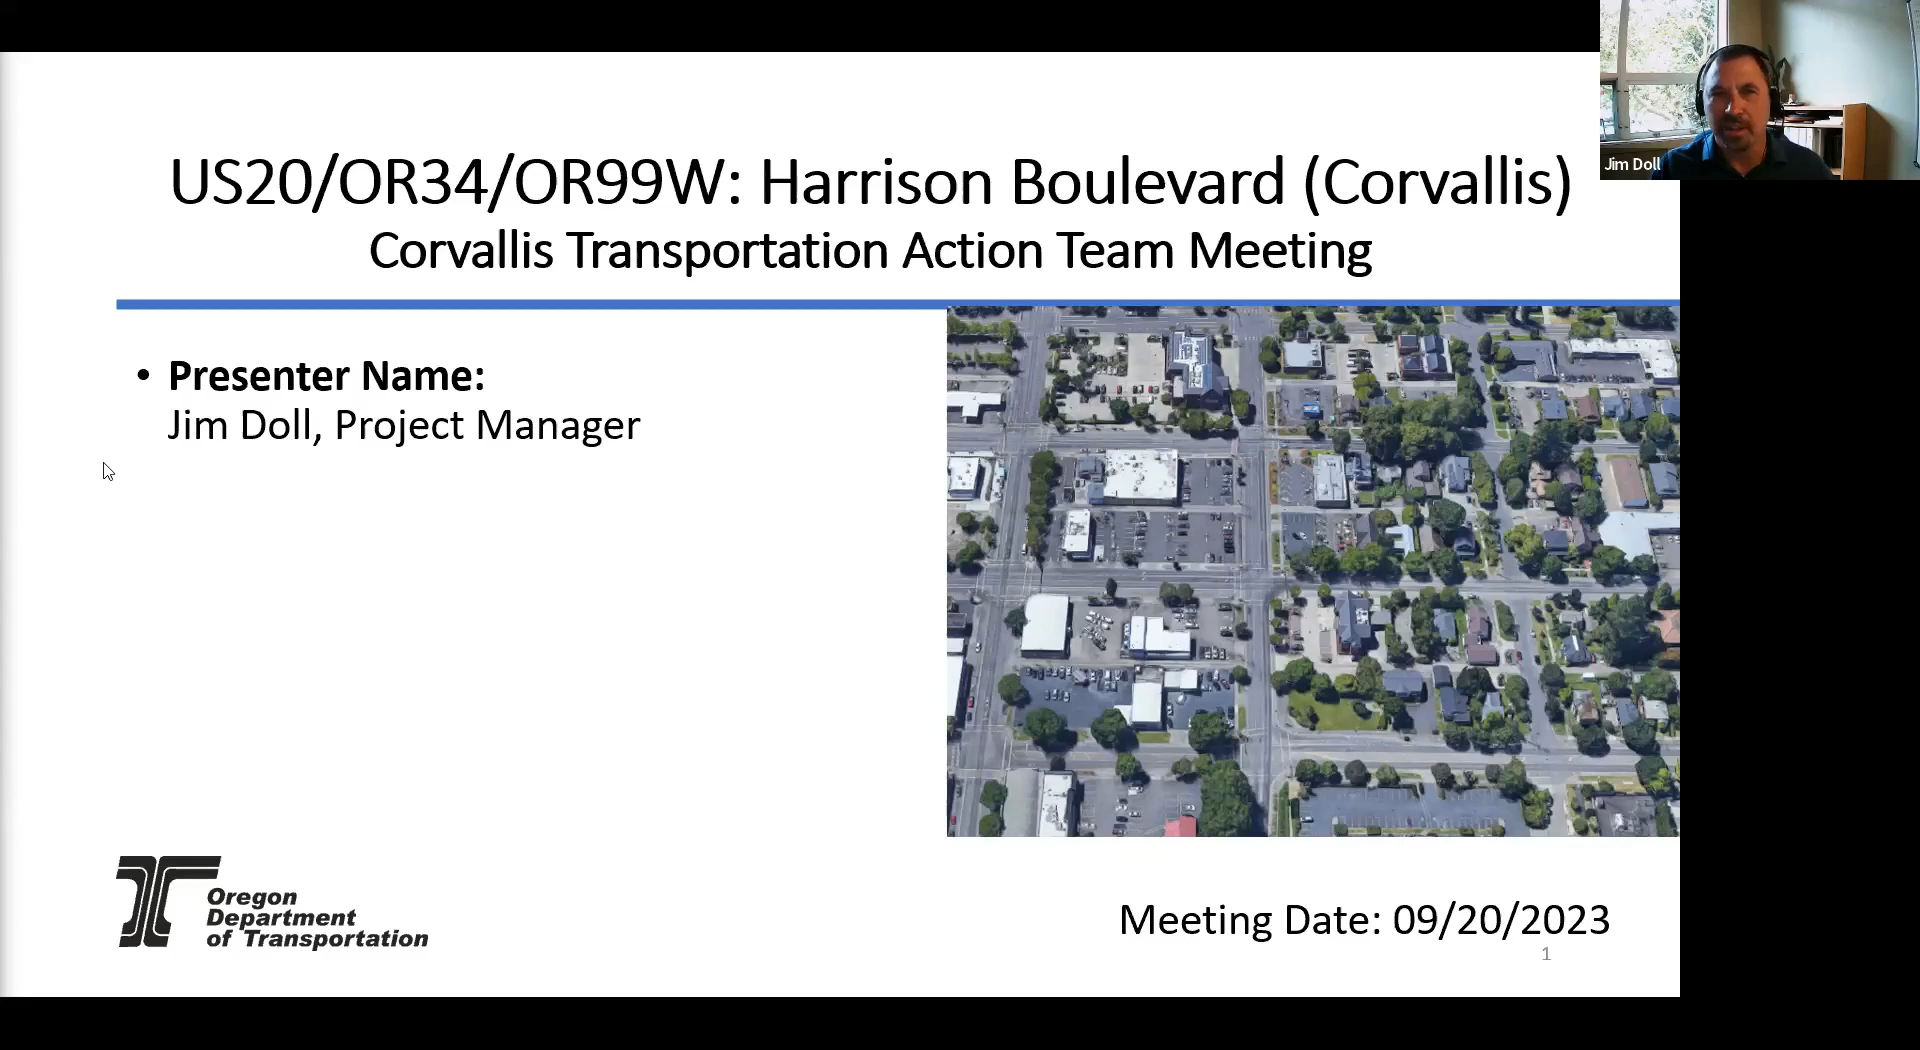 Jim Doll
US20/OR34/OR99W: Harrison Boulevard (Corvallis)
Corvallis Transportation Action Team Meeting
• Presenter Name:
Jim Doll, Project Manager
Oregon
Department
of Transportation
Meeting Date: 09/20/2023
1